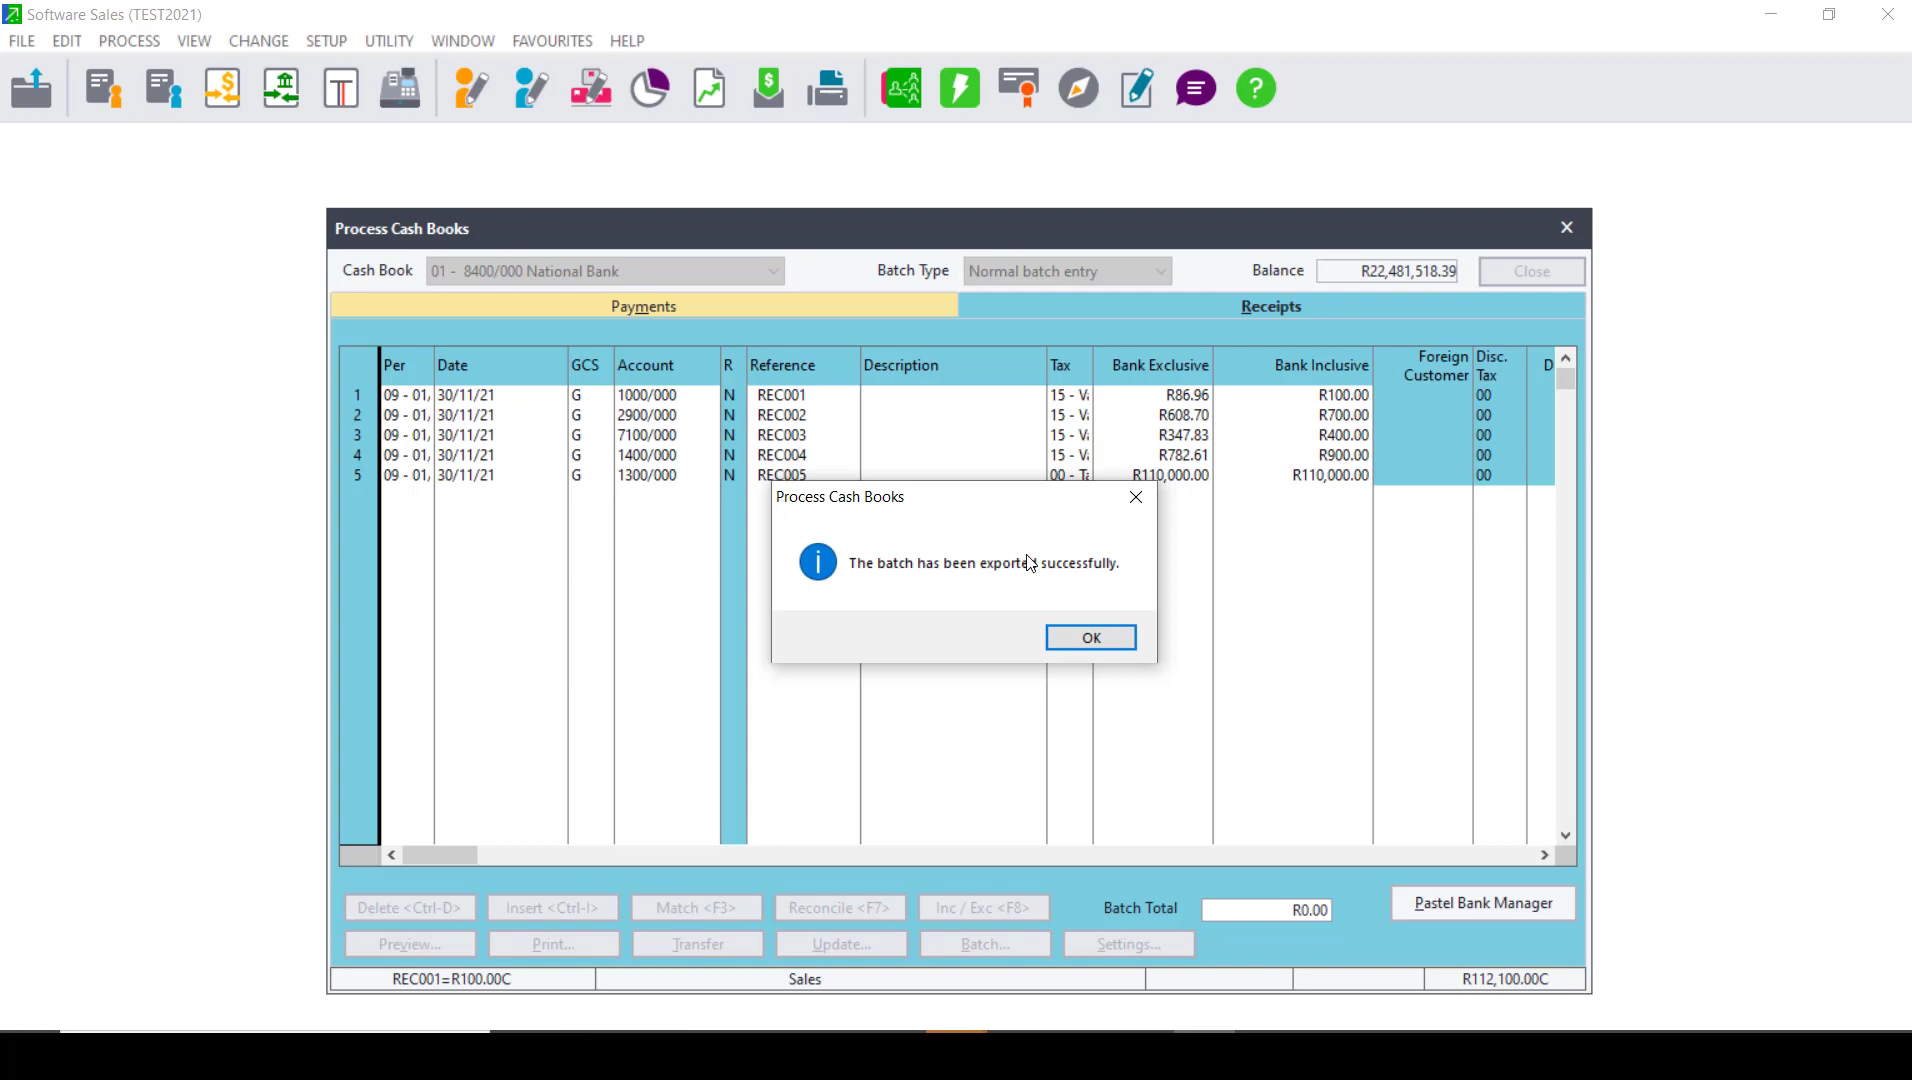 Software Sales (TEST2021)
FILE EDIT PROCESS VIEW CHANGE SETUP UTILITY WINDOW FAVOURITES HELP
Process Cash Books
Cash Book 01 - 8400/000 National Bank Batch Type Normal batch entry Balance R22,481,518.39 Close
Payments Receipts
Per Date GCS Account R Reference Description Tax Bank Exclusive Bank Inclusive Foreign Customer Disc. Tax D
1 09 - 01, 30/11/21 G 1000/000 N REC001 15 - Va R86.96 R100.00 00
2 09 - 01, 30/11/21 G 2900/000 N REC002 15 - Va R608.70 R700.00 00
3 09 - 01, 30/11/21 G 7100/000 N REC003 15 - Va R347.83 R400.00 00
4 09 - 01, 30/11/21 G 1400/000 N REC004 15 - Va R782.61 R900.00 00
5 09 - 01, 30/11/21 G 1300/000 N REC005 00 - Ta R110,000.00 R110,000.00 00
Process Cash Books
The batch has been exported successfully.
OK
Delete <Ctrl-D> Insert <Ctrl-I> Match <F3> Reconcile <F7> Inc / Exc <F8> Batch Total R0.00 Pastel Bank Manager
Preview... Print... Transfer Update... Batch... Settings...
REC001=R100.00C Sales R112,100.00C